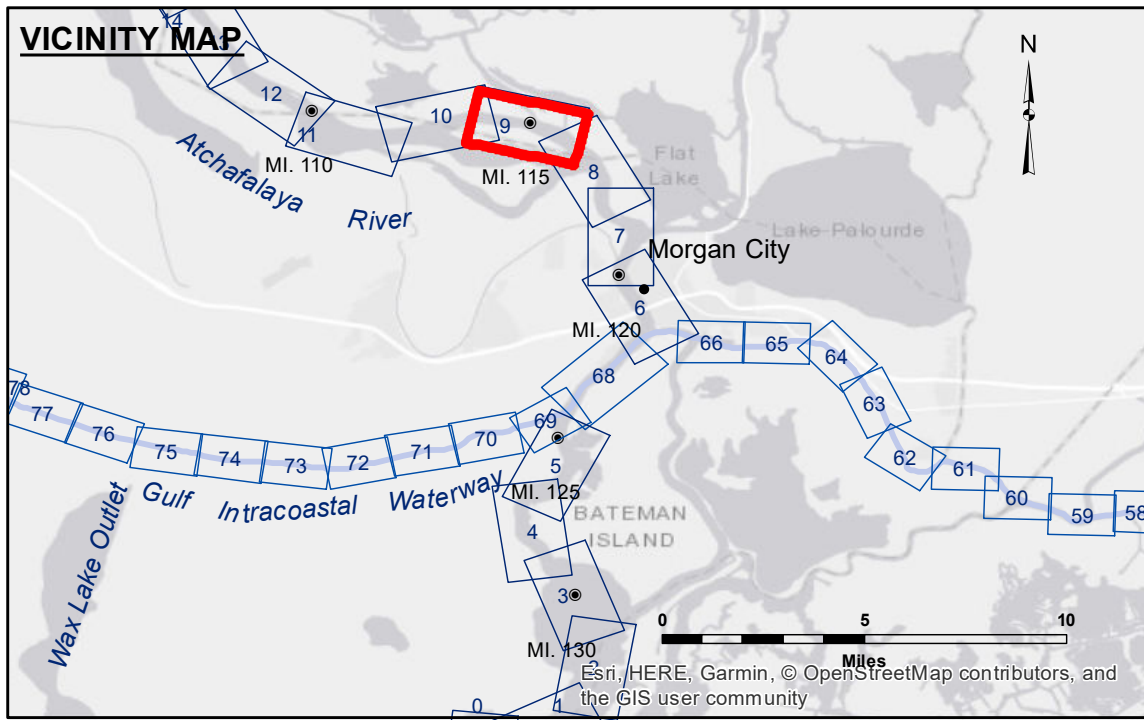 VICINITY MAP
N
14
13
12
11
10
9
8
7
6
MI. 110
MI. 115
Atchafalaya
River
Flat
Lake
Lake Palourde
Morgan City
MI. 120
66
65
64
63
62
61
60
59
58
68
69
70
71
72
73
74
75
76
77
78
Gulf Intracoastal Waterway
Wax Lake Outlet
5
MI. 125
4
BATEMAN
ISLAND
3
MI. 130
2
1
0
0 5 10
Miles
Esri, HERE, Garmin, © OpenStreetMap contributors, and
the GIS user community